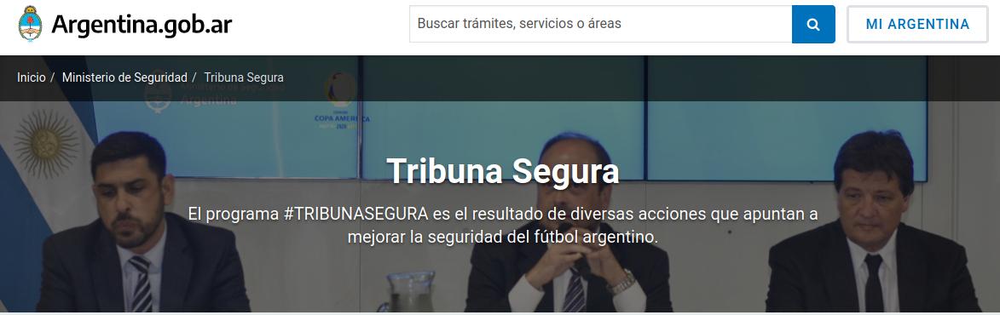 Argentina.gob.ar
Buscar trámites, servicios o áreas
MI ARGENTINA
Inicio / Ministerio de Seguridad / Tribuna Segura
Ministerio de Seguridad
Argentina
COPA AMERICA
2020
Tribuna Segura
El programa #TRIBUNASEGURA es el resultado de diversas acciones que apuntan a
mejorar la seguridad del fútbol argentino.